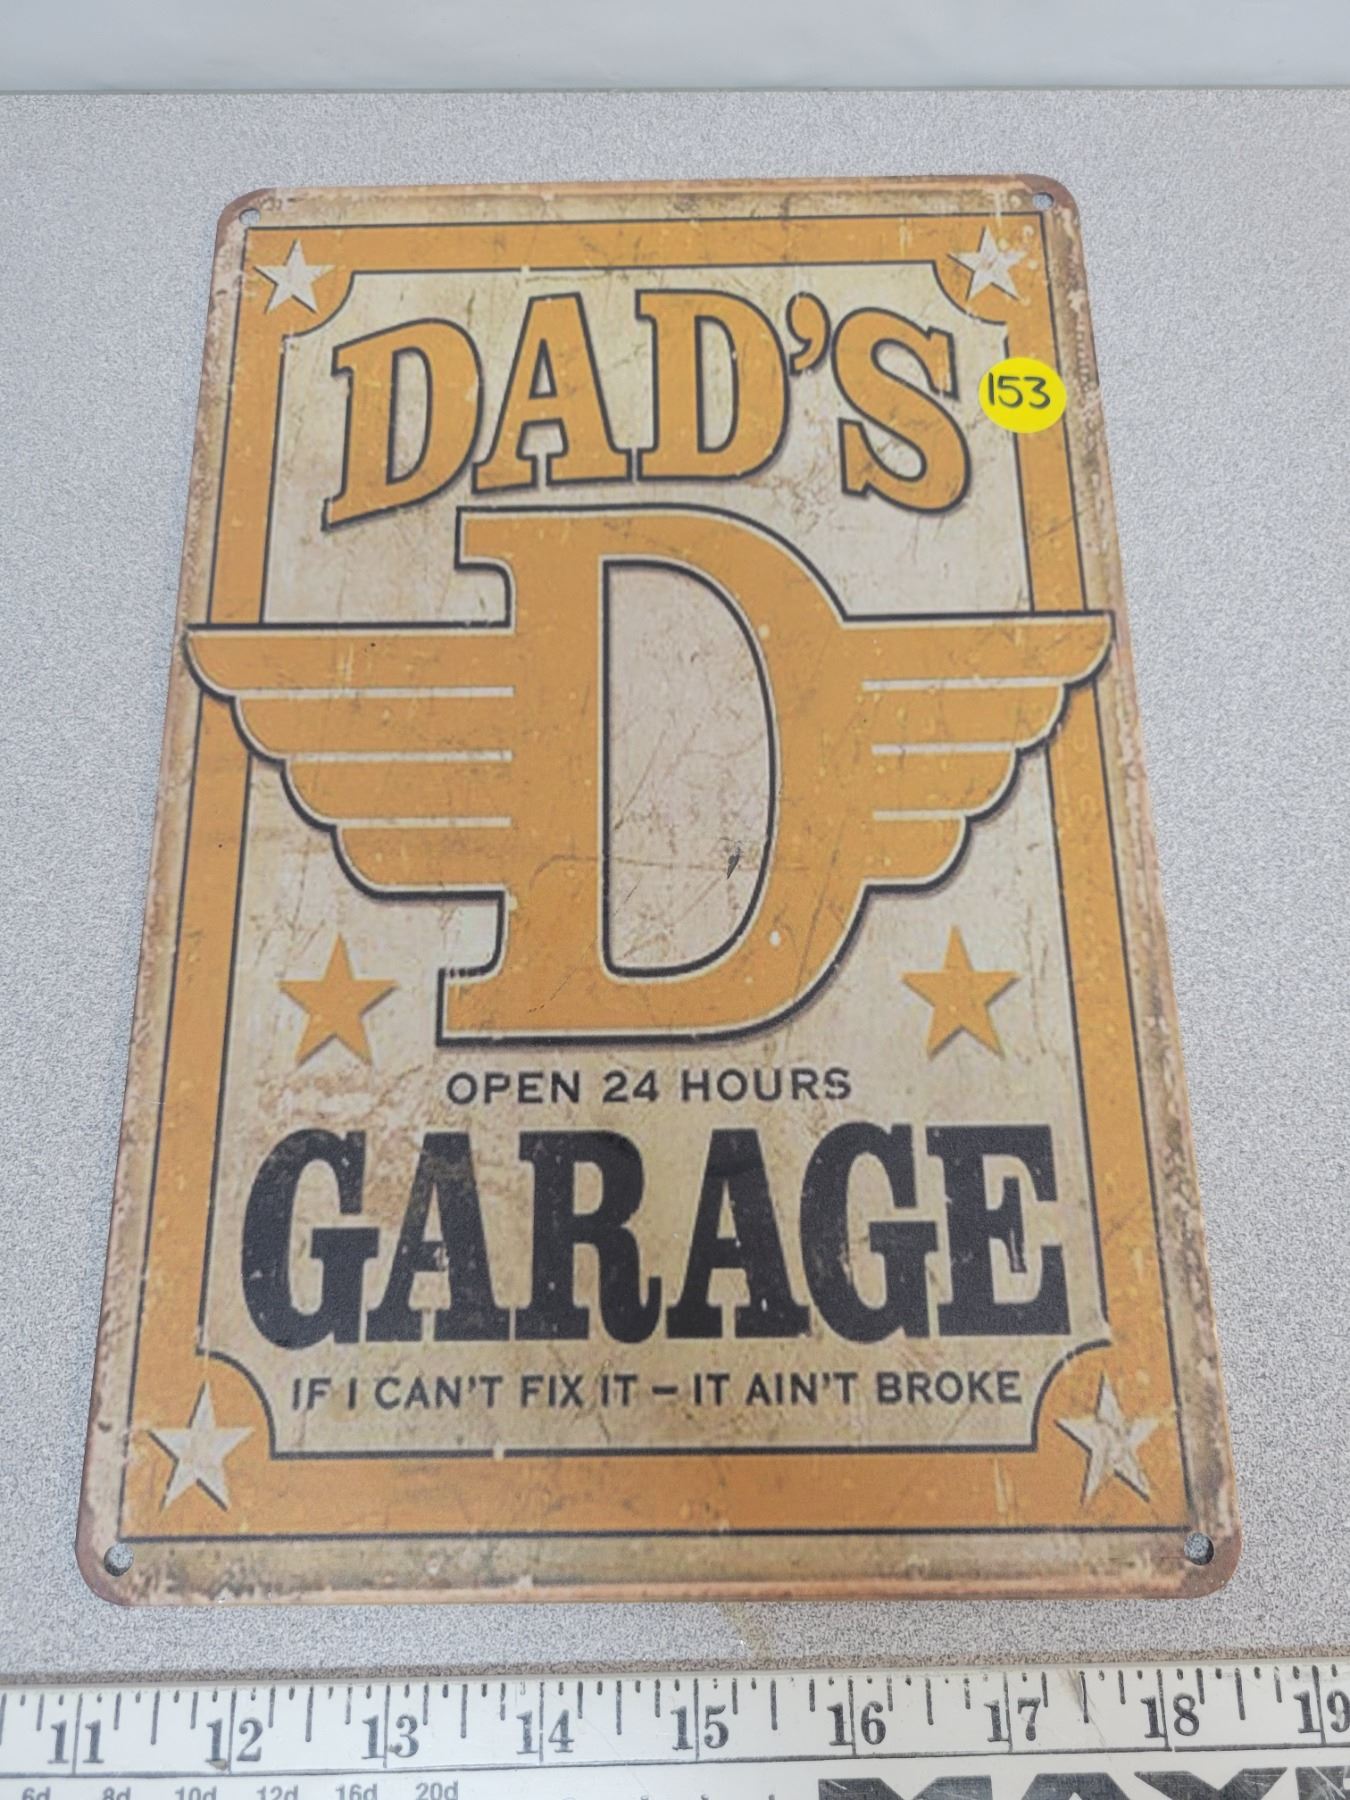 DAD'S
153
D
OPEN 24 HOURS
GARAGE
IF I CAN'T FIX IT – IT AIN'T BROKE
11 12 13 14 15 16 17 18 19
6d 8d 10d 12d 16d 20d